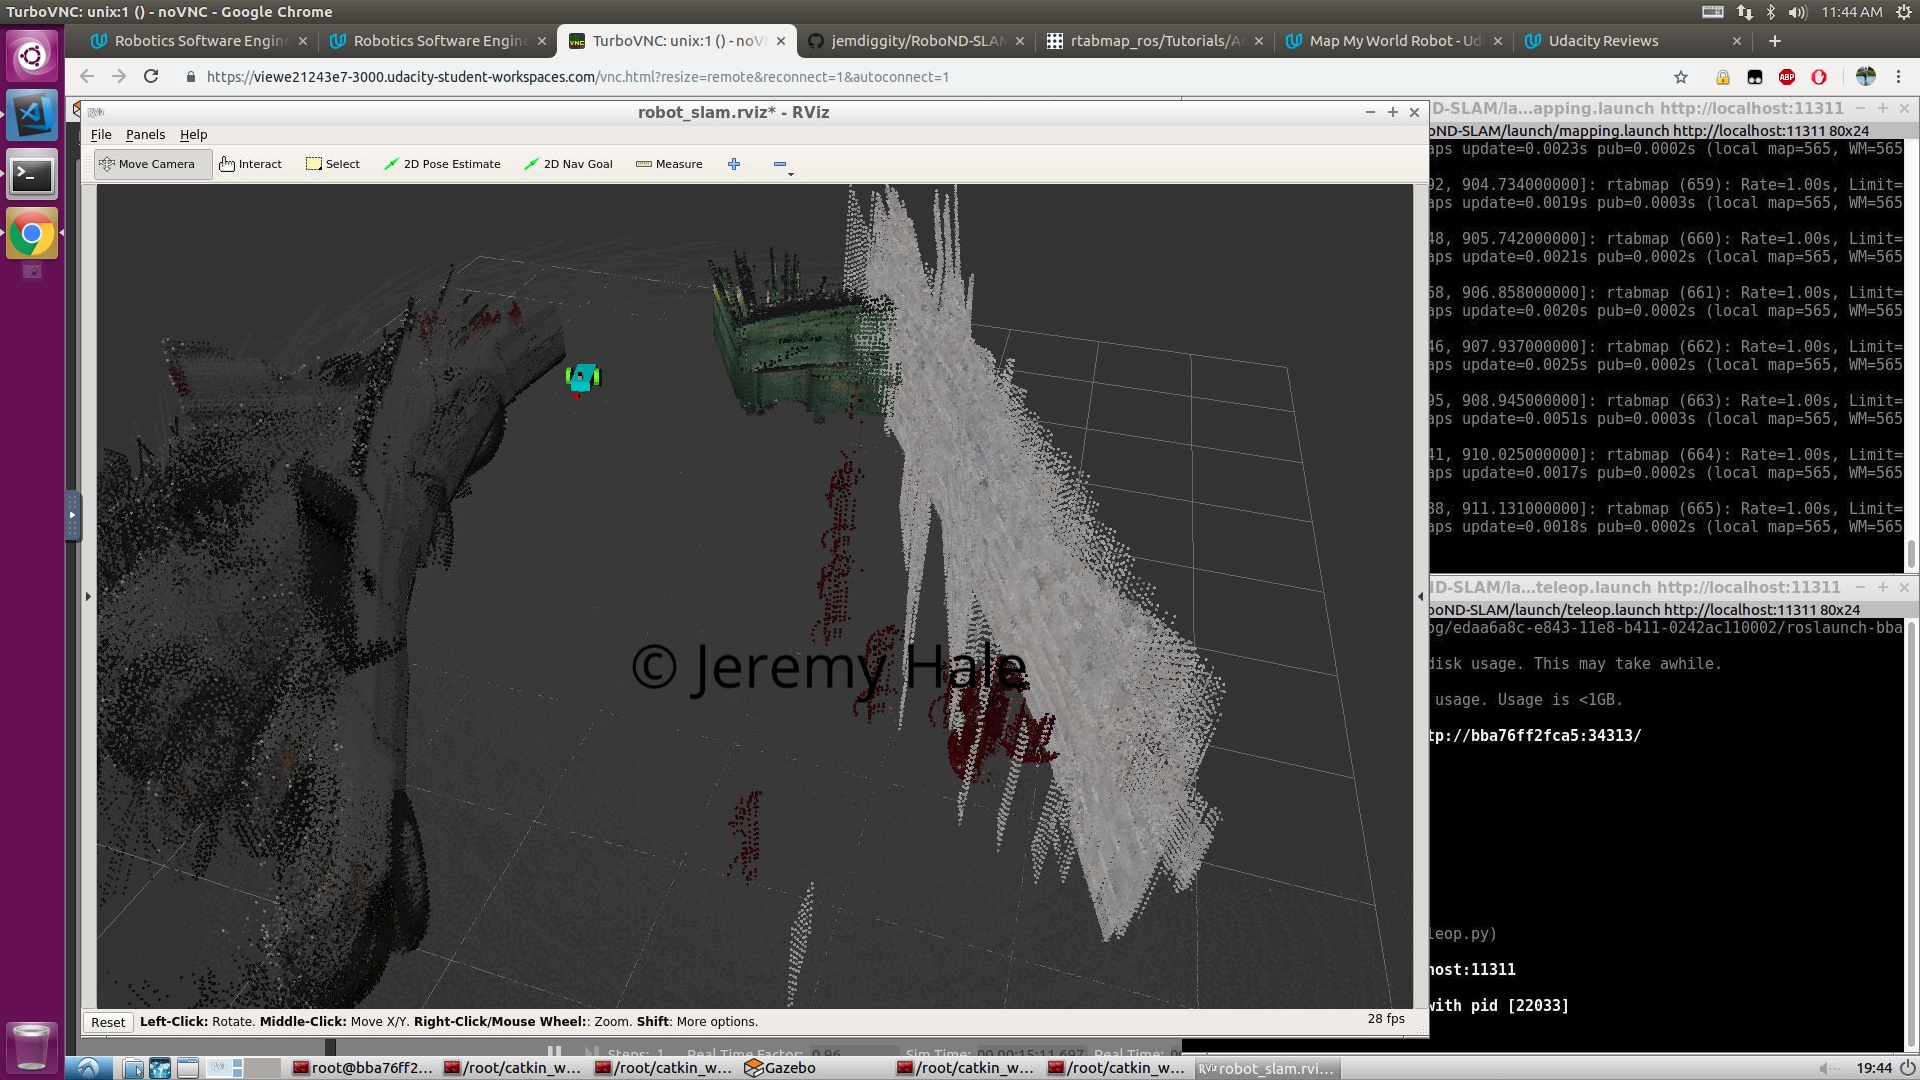 TurboVNC: unix:1 () - noVNC - Google Chrome
11:44 AM
Robotics Software Engin
Robotics Software Engine
TurboVNC: unix:1 () - noV
jemdiggity/RoboND-SLAM
rtabmap_ros/Tutorials/A
Map My World Robot - Ud
Udacity Reviews
https://viewe21243e7-3000.udacity-student-workspaces.com/vnc.html?resize=remote&reconnect=1&autoconnect=1
ABP
robot_slam.rviz* - RViz
D-SLAM/la...apping.launch http://localhost:11311
File Panels Help
oND-SLAM/launch/mapping.launch http://localhost:11311 80x24
Move Camera Interact Select 2D Pose Estimate 2D Nav Goal Measure
aps update=0.0023s pub=0.0002s (local map=565, WM=565
92, 904.734000000]: rtabmap (659): Rate=1.00s, Limit=
aps update=0.0019s pub=0.0003s (local map=565, WM=565
48, 905.742000000]: rtabmap (660): Rate=1.00s, Limit=
aps update=0.0021s pub=0.0002s (local map=565, WM=565
58, 906.858000000]: rtabmap (661): Rate=1.00s, Limit=
aps update=0.0020s pub=0.0002s (local map=565, WM=565
46, 907.937000000]: rtabmap (662): Rate=1.00s, Limit=
aps update=0.0025s pub=0.0002s (local map=565, WM=565
95, 908.945000000]: rtabmap (663): Rate=1.00s, Limit=
aps update=0.0051s pub=0.0003s (local map=565, WM=565
41, 910.025000000]: rtabmap (664): Rate=1.00s, Limit=
aps update=0.0017s pub=0.0002s (local map=565, WM=565
38, 911.131000000]: rtabmap (665): Rate=1.00s, Limit=
aps update=0.0018s pub=0.0002s (local map=565, WM=565
ID-SLAM/la...teleop.launch http://localhost:11311
oND-SLAM/launch/teleop.launch http://localhost:11311 80x24
og/edaa6a8c-e843-11e8-b411-0242ac110002/roslaunch-bba
disk usage. This may take awhile.
usage. Usage is <1GB.
tp://bba76ff2fca5:34313/
leop.py)
host:11311
with pid [22033]
© Jeremy Hale
Reset Left-Click: Rotate. Middle-Click: Move X/Y. Right-Click/Mouse Wheel:: Zoom. Shift: More options.
28 fps
Steps: 1 Real Time Factor: 0.96 Sim Time: 00 00:15:11.697 Real Time:
root@bba76ff2...
/root/catkin_w...
/root/catkin_w...
Gazebo
/root/catkin_w...
/root/catkin_w...
robot_slam.rvi...
19:44